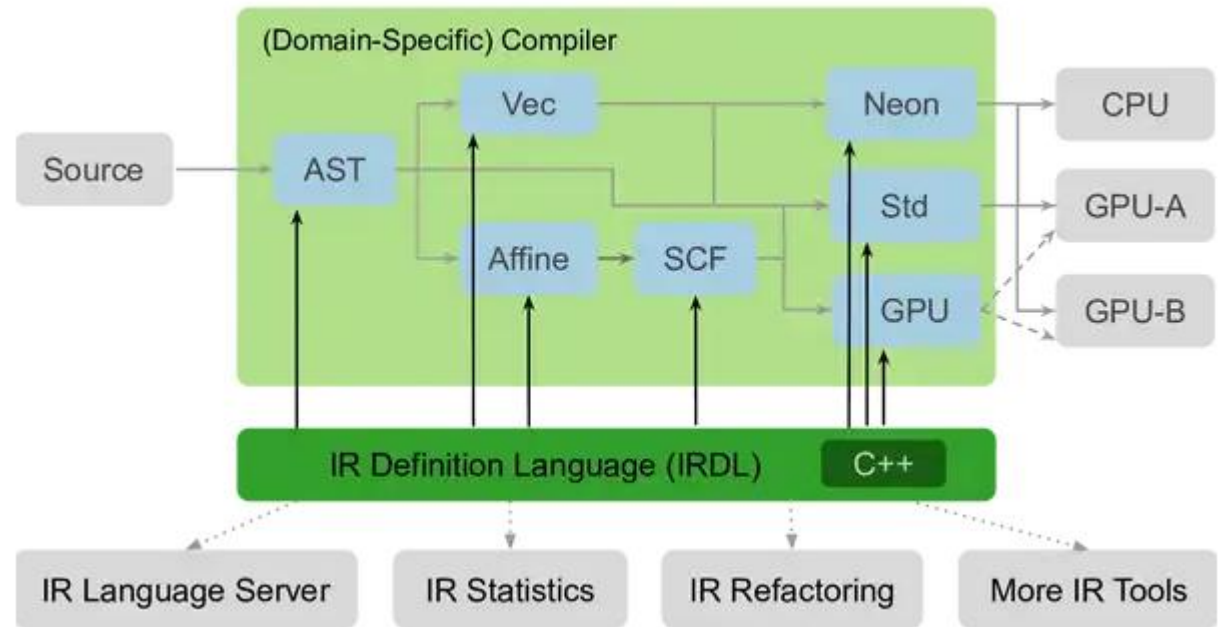 (Domain-Specific) Compiler
Vec
Neon
CPU
Source
AST
Std
GPU-A
Affine
SCF
GPU
GPU-B
IR Definition Language (IRDL)
C++
IR Language Server
IR Statistics
IR Refactoring
More IR Tools